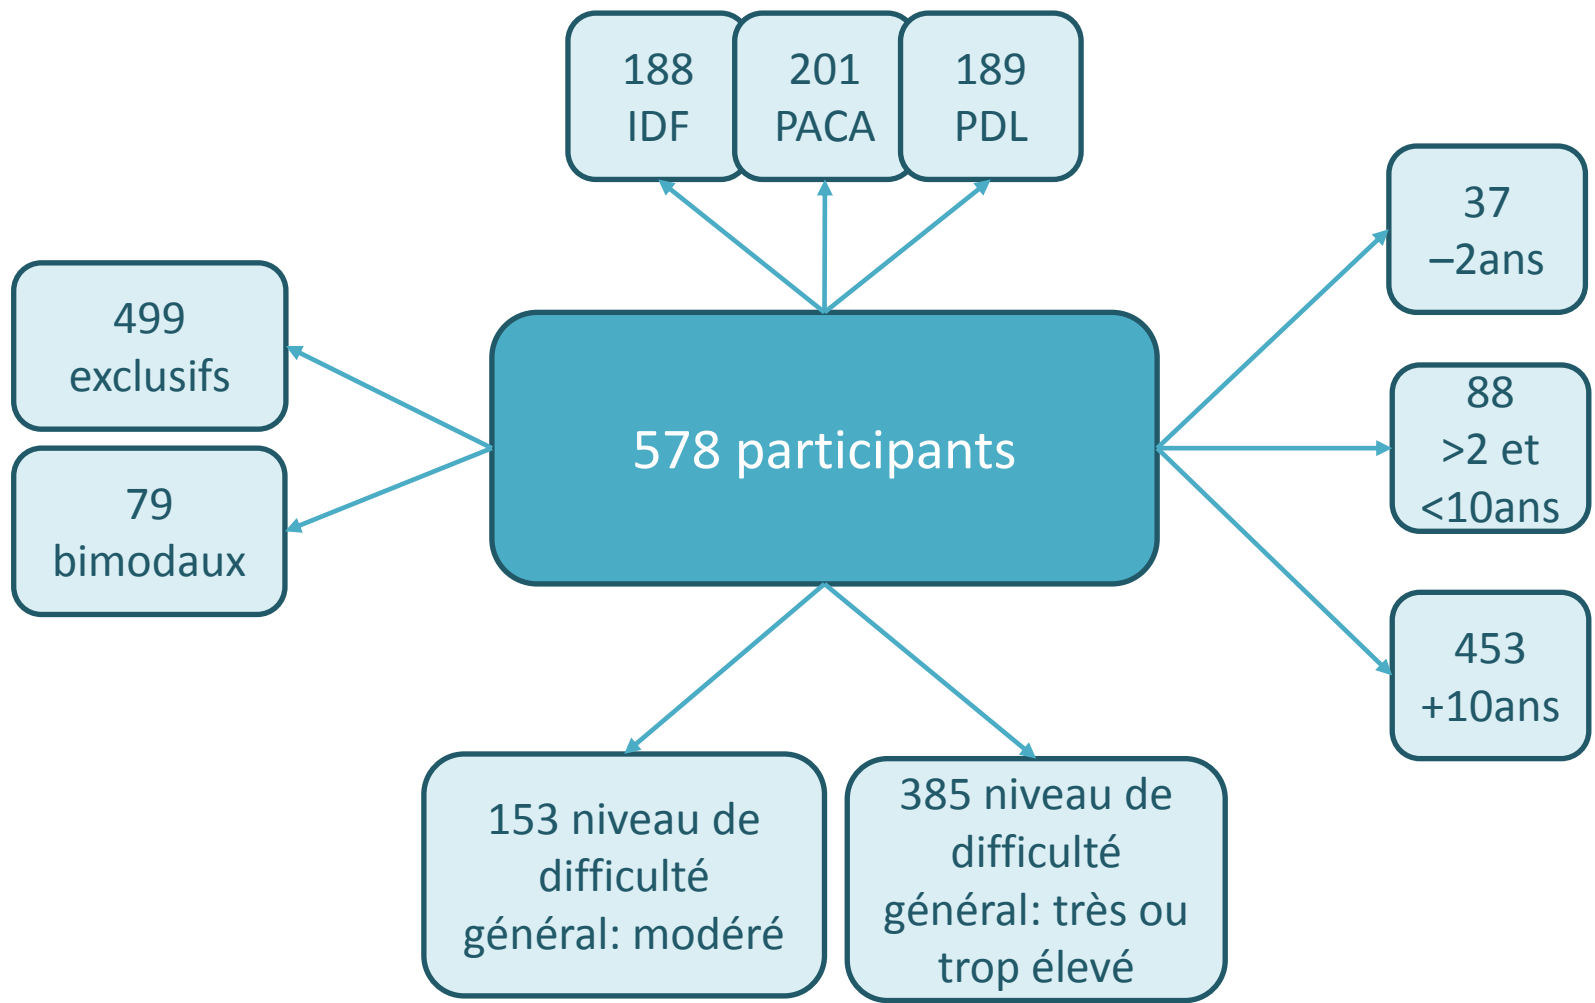 188
IDF
201
PACA
189
PDL
37
–2ans
499
exclusifs
88
>2 et
<10ans
578 participants
79
bimodaux
453
+10ans
153 niveau de
difficulté
général: modéré
385 niveau de
difficulté
général: très ou
trop élevé